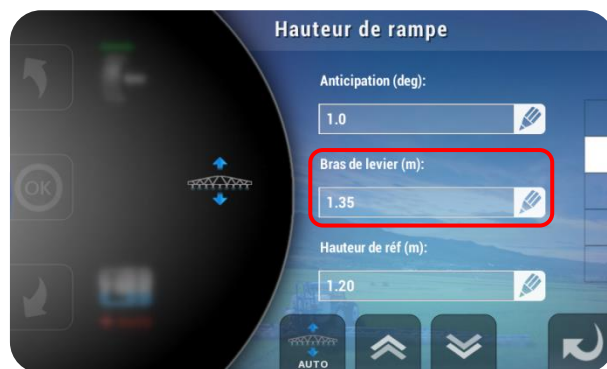 Hauteur de rampe
Anticipation (deg):
1.0
Bras de levier (m):
OK
1.35
Hauteur de réf (m):
1.20
AUTO